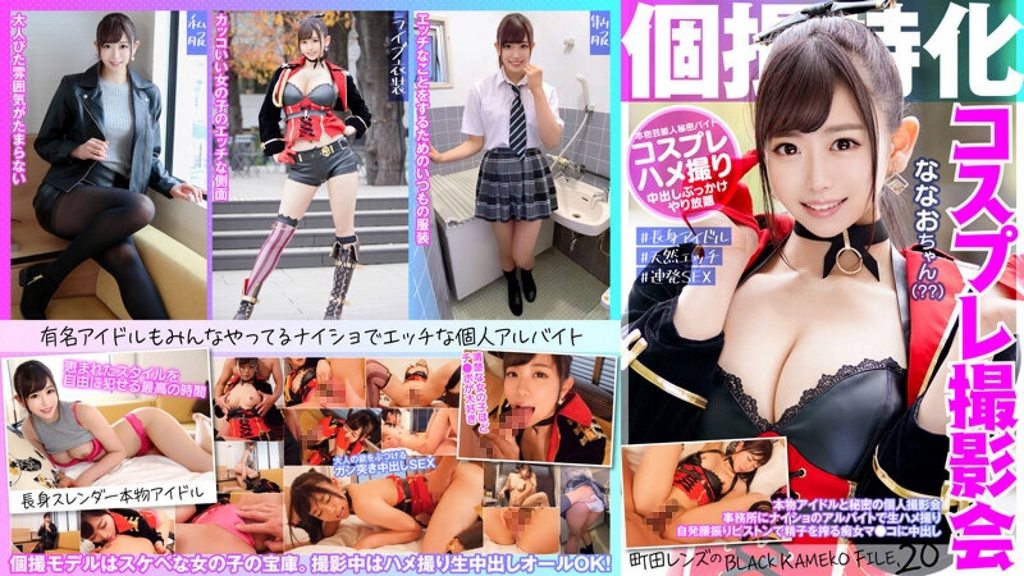 大人びた雰囲気がたまらない
私服
カッコいい女の子のエッチな側面
ライブ衣装
エッチなことをするためのいつもの服装
制服
有名アイドルもみんなやってるナイショでエッチな個人アルバイト
恵まれたスタイルを
自由に犯せる最高の時間
長身スレンダー本物アイドル
大人の欲をぶつける
ガン突き中出しSEX
清楚な女の子ほど
チ●ポが大好き
個撮モデルはスケベな女の子の宝庫。撮影中はハメ撮り生中出しオールOK!
個撮特化
コスプレ撮影会
ななおちゃん(??)
本物芸能人秘密バイト
コスプレ
ハメ撮り
中出しぶっかけ
やり放題
#長身アイドル
#天然エッチ
#連発SEX
本物アイドルと秘密の個人撮影会
事務所にナイショのアルバイトで生ハメ撮り
自発腰振りピストンで精子を搾る痴女マ●コに中出し
町田レンズのBLACK KAMEKO FILE.20